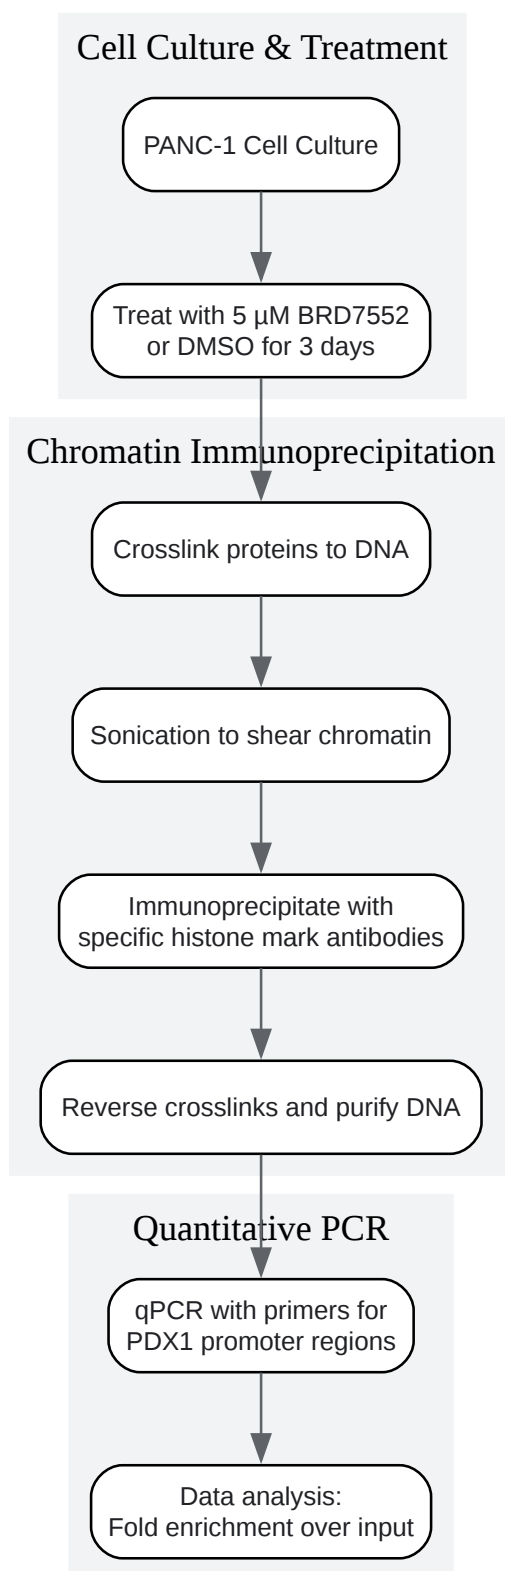 Cell Culture & Treatment
PANC-1 Cell Culture
Treat with 5 µM BRD7552
or DMSO for 3 days
Chromatin Immunoprecipitation
Crosslink proteins to DNA
Sonication to shear chromatin
Immunoprecipitate with
specific histone mark antibodies
Reverse crosslinks and purify DNA
Quantitative PCR
qPCR with primers for
PDX1 promoter regions
Data analysis:
Fold enrichment over input